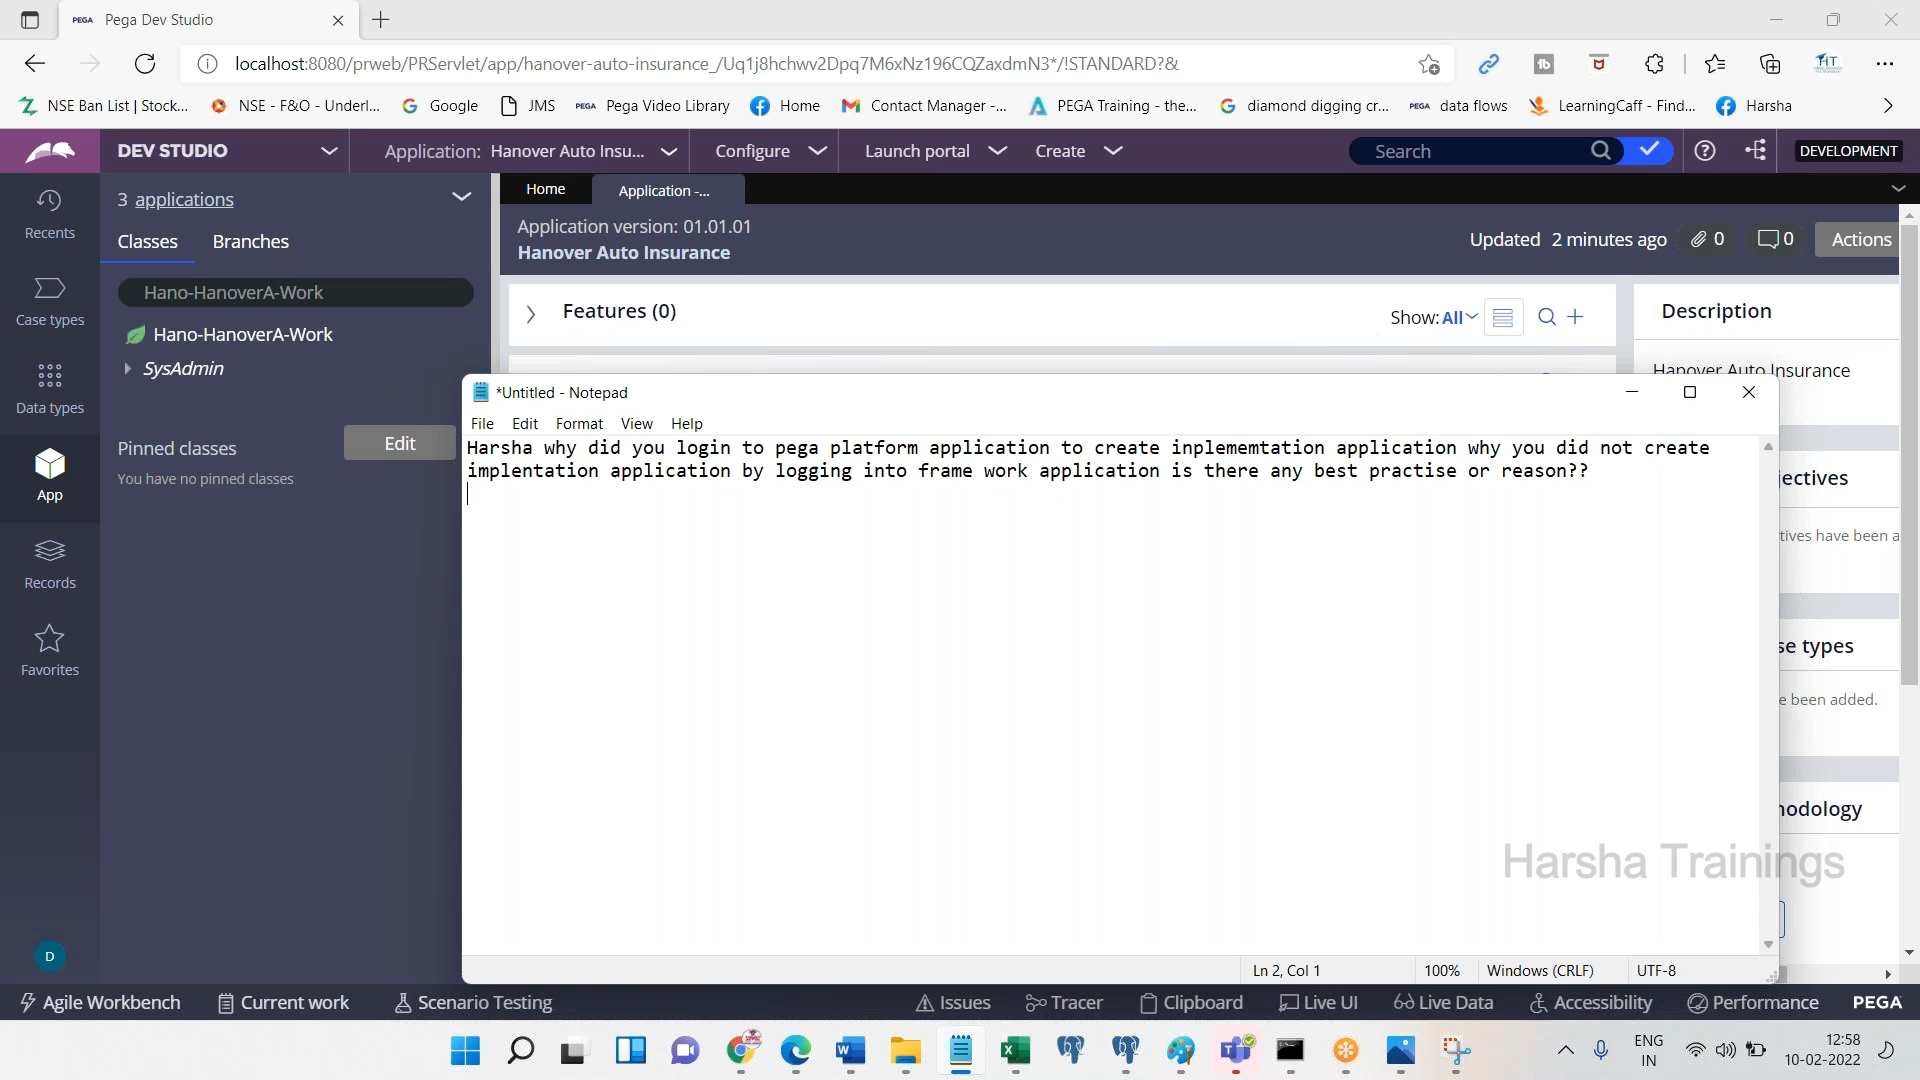 PEGA Pega Dev Studio
localhost:8080/prweb/PRServlet/app/hanover-auto-insurance_/Uq1j8hchwv2Dpq7M6xNz196CQZaxdmN3*/!STANDARD?&
NSE Ban List | Stock... NSE - F&O - Underl... Google JMS PEGA Pega Video Library Home Contact Manager -... PEGA Training - the... diamond digging cr... PEGA data flows LearningCaff - Find... Harsha
DEV STUDIO Application: Hanover Auto Insu... Configure Launch portal Create Search DEVELOPMENT
Recents
Case types
Data types
App
Records
Favorites
D
3 applications
Classes Branches
Hano-HanoverA-Work
Hano-HanoverA-Work
SysAdmin
Pinned classes Edit
You have no pinned classes
Home Application -...
Application version: 01.01.01
Hanover Auto Insurance
Updated 2 minutes ago 0 0 Actions
Features (0) Show: All
Description
Hanover Auto Insurance
*Untitled - Notepad
File Edit Format View Help
Harsha why did you login to pega platform application to create inplememtation application why you did not create
implentation application by logging into frame work application is there any best practise or reason??
jectives
tives have been a
se types
e been added.
nodology
Harsha Trainings
Ln 2, Col 1 100% Windows (CRLF) UTF-8
Agile Workbench Current work Scenario Testing Issues Tracer Clipboard Live UI Live Data Accessibility Performance PEGA
ENG
IN
12:58
10-02-2022